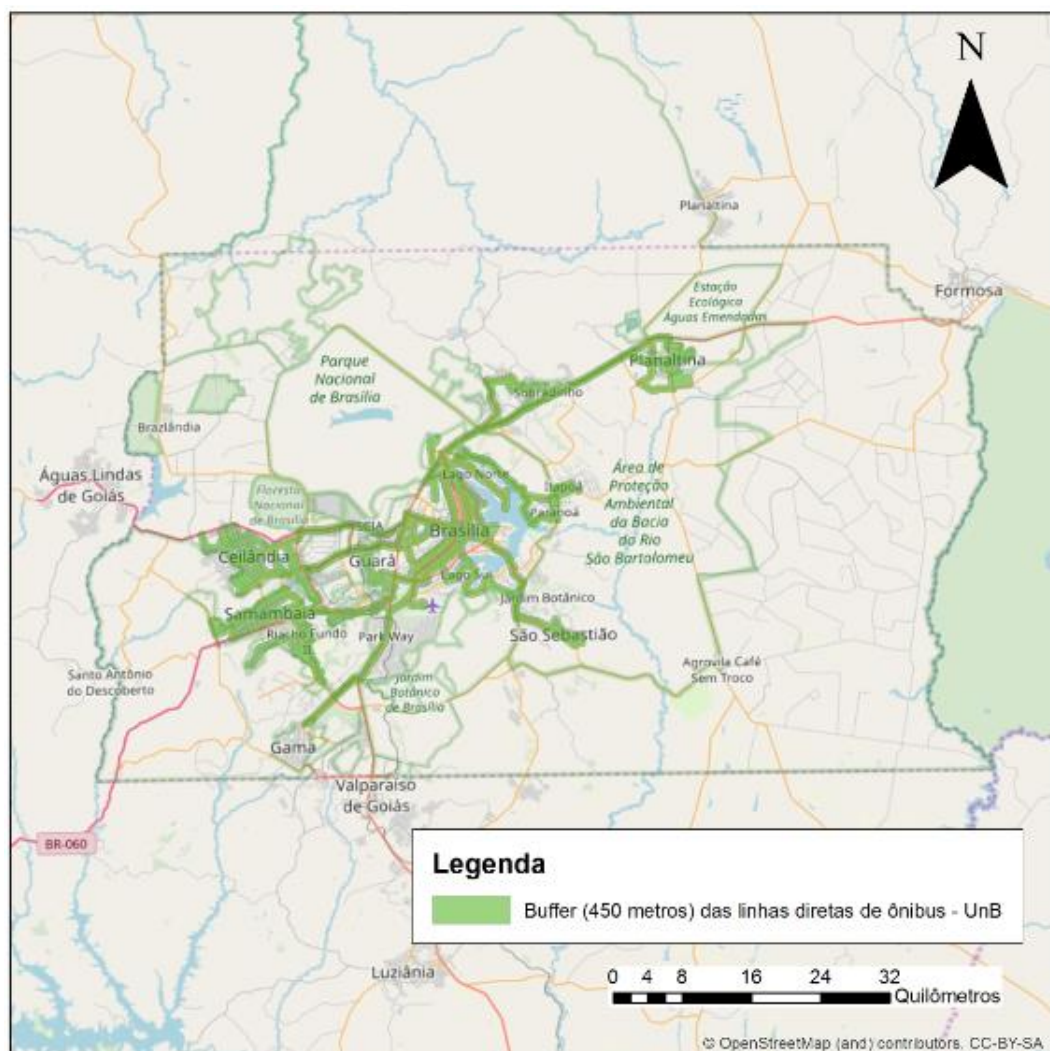 N
Planaltina
Formosa
Estação
Ecológica
Águas Emendadas
Planaltina
Parque
Nacional
de Brasília
Sobradinho
Brazlândia
Águas Lindas
de Goiás
Lago Norte
Itapoã
Paranoá
Área de
Proteção
Ambiental
da Bacia
do Rio
São Bartolomeu
Floresta
Nacional
de Brasília
SCIA
Brasília
Ceilândia
Guará
Lago Sul
Jardim Botânico
Samambaia
Riacho Fundo
II
Park Way
São Sebastião
Santo Antônio
do Descoberto
Agrovila Café
Sem Troco
Jardim
Botânico
de Brasília
Gama
Valparaíso
de Goiás
BR-060
Legenda
Buffer (450 metros) das linhas diretas de ônibus - UnB
Luziânia
0 4 8 16 24 32
Quilômetros
© OpenStreetMap (and) contributors, CC-BY-SA